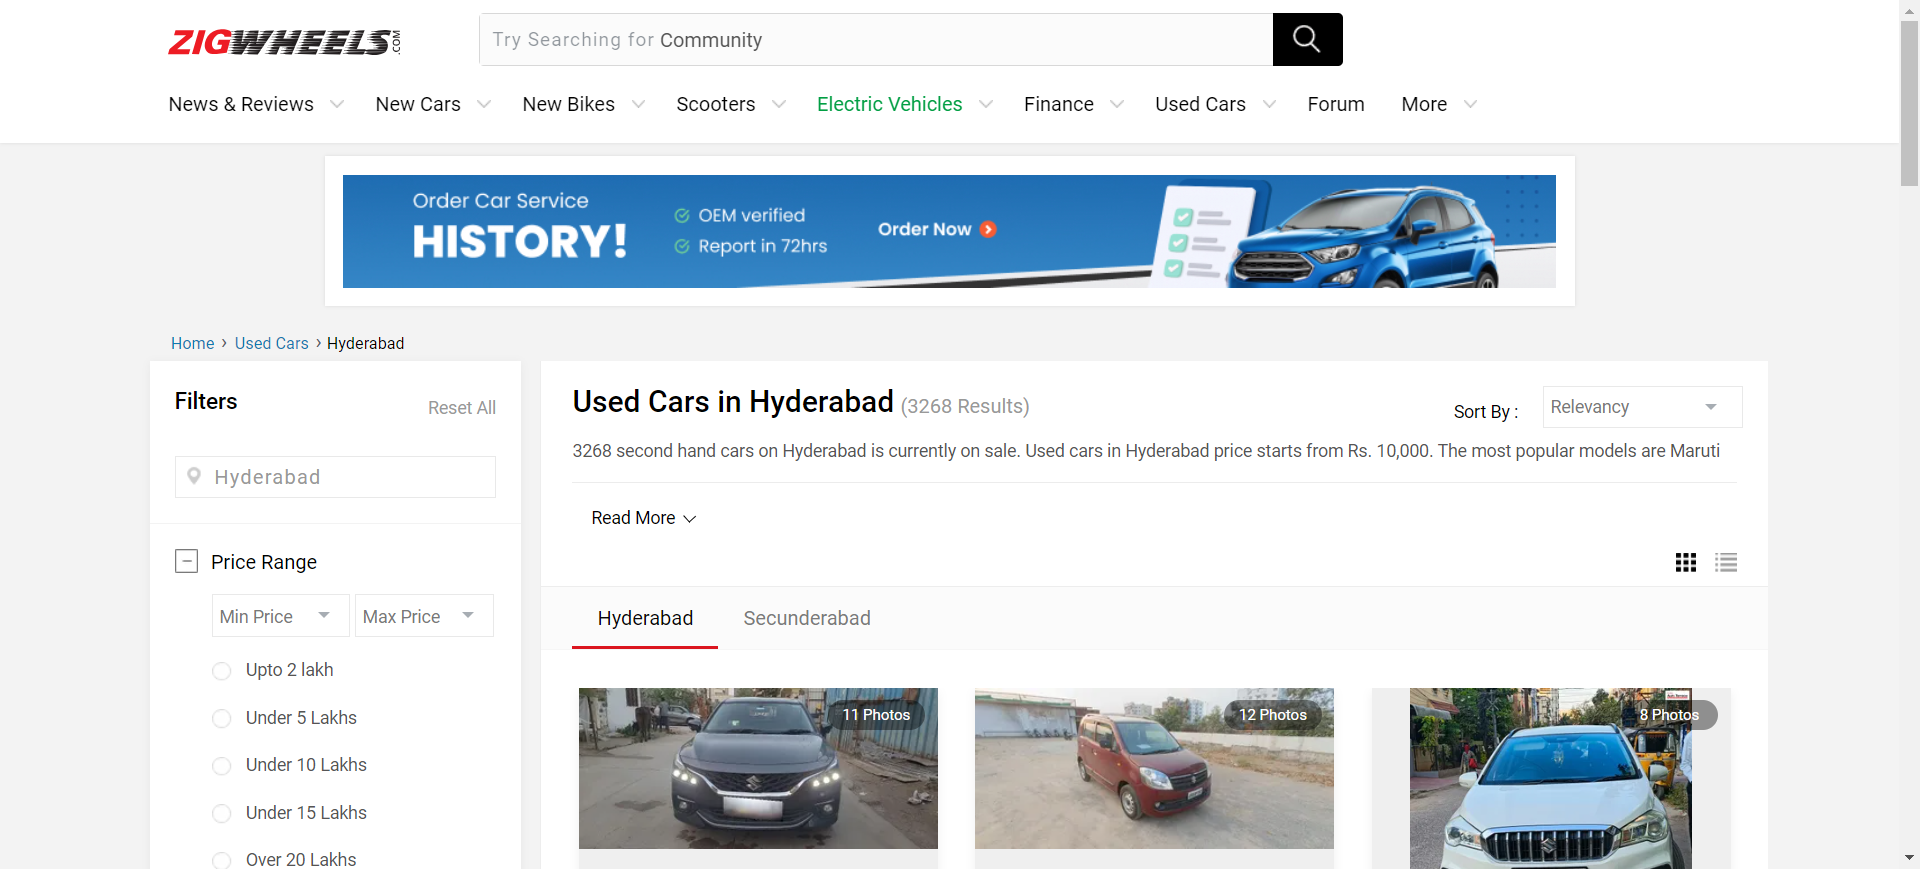 ZIGWHEELS.COM
Try Searching for Community
News & Reviews New Cars New Bikes Scooters Electric Vehicles Finance Used Cars Forum More
Order Car Service
HISTORY!
OEM verified
Report in 72hrs
Order Now
Home › Used Cars › Hyderabad
Filters
Reset All
Hyderabad
Price Range
Min Price Max Price
Upto 2 lakh
Under 5 Lakhs
Under 10 Lakhs
Under 15 Lakhs
Over 20 Lakhs
Used Cars in Hyderabad (3268 Results)
Sort By : Relevancy
3268 second hand cars on Hyderabad is currently on sale. Used cars in Hyderabad price starts from Rs. 10,000. The most popular models are Maruti
Read More
Hyderabad Secunderabad
11 Photos
12 Photos
8 Photos